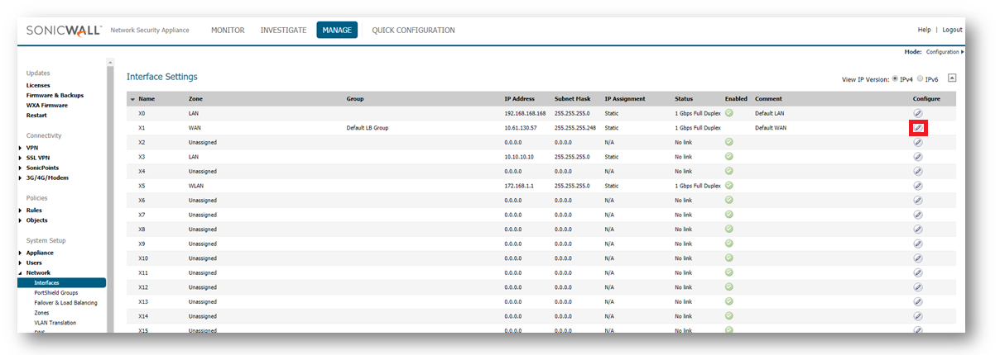 SONICWALL Network Security Appliance MONITOR INVESTIGATE MANAGE QUICK CONFIGURATION Help | Logout
Mode: Configuration
Updates
Licenses
Firmware & Backups
WXA Firmware
Restart
Connectivity
VPN
SSL VPN
SonicPoints
3G/4G/Modem
Policies
Rules
Objects
System Setup
Appliance
Users
Network
Interfaces
PortShield Groups
Failover & Load Balancing
Zones
VLAN Translation
DNS
Interface Settings
View IP Version: IPv4 IPv6
Name Zone Group IP Address Subnet Mask IP Assignment Status Enabled Comment Configure
X0 LAN 192.168.168.168 255.255.255.0 Static 1 Gbps Full Duplex Default LAN
X1 WAN Default LB Group 10.61.130.57 255.255.255.248 Static 1 Gbps Full Duplex Default WAN
X2 Unassigned 0.0.0.0 0.0.0.0 N/A No link
X3 LAN 10.10.10.10 255.255.255.0 Static No link
X4 Unassigned 0.0.0.0 0.0.0.0 N/A No link
X5 WLAN 172.168.1.1 255.255.255.0 Static 1 Gbps Full Duplex
X6 Unassigned 0.0.0.0 0.0.0.0 N/A No link
X7 Unassigned 0.0.0.0 0.0.0.0 N/A No link
X8 Unassigned 0.0.0.0 0.0.0.0 N/A No link
X9 Unassigned 0.0.0.0 0.0.0.0 N/A No link
X10 Unassigned 0.0.0.0 0.0.0.0 N/A No link
X11 Unassigned 0.0.0.0 0.0.0.0 N/A No link
X12 Unassigned 0.0.0.0 0.0.0.0 N/A No link
X13 Unassigned 0.0.0.0 0.0.0.0 N/A No link
X14 Unassigned 0.0.0.0 0.0.0.0 N/A No link
X15 Unassigned 0.0.0.0 0.0.0.0 N/A No link